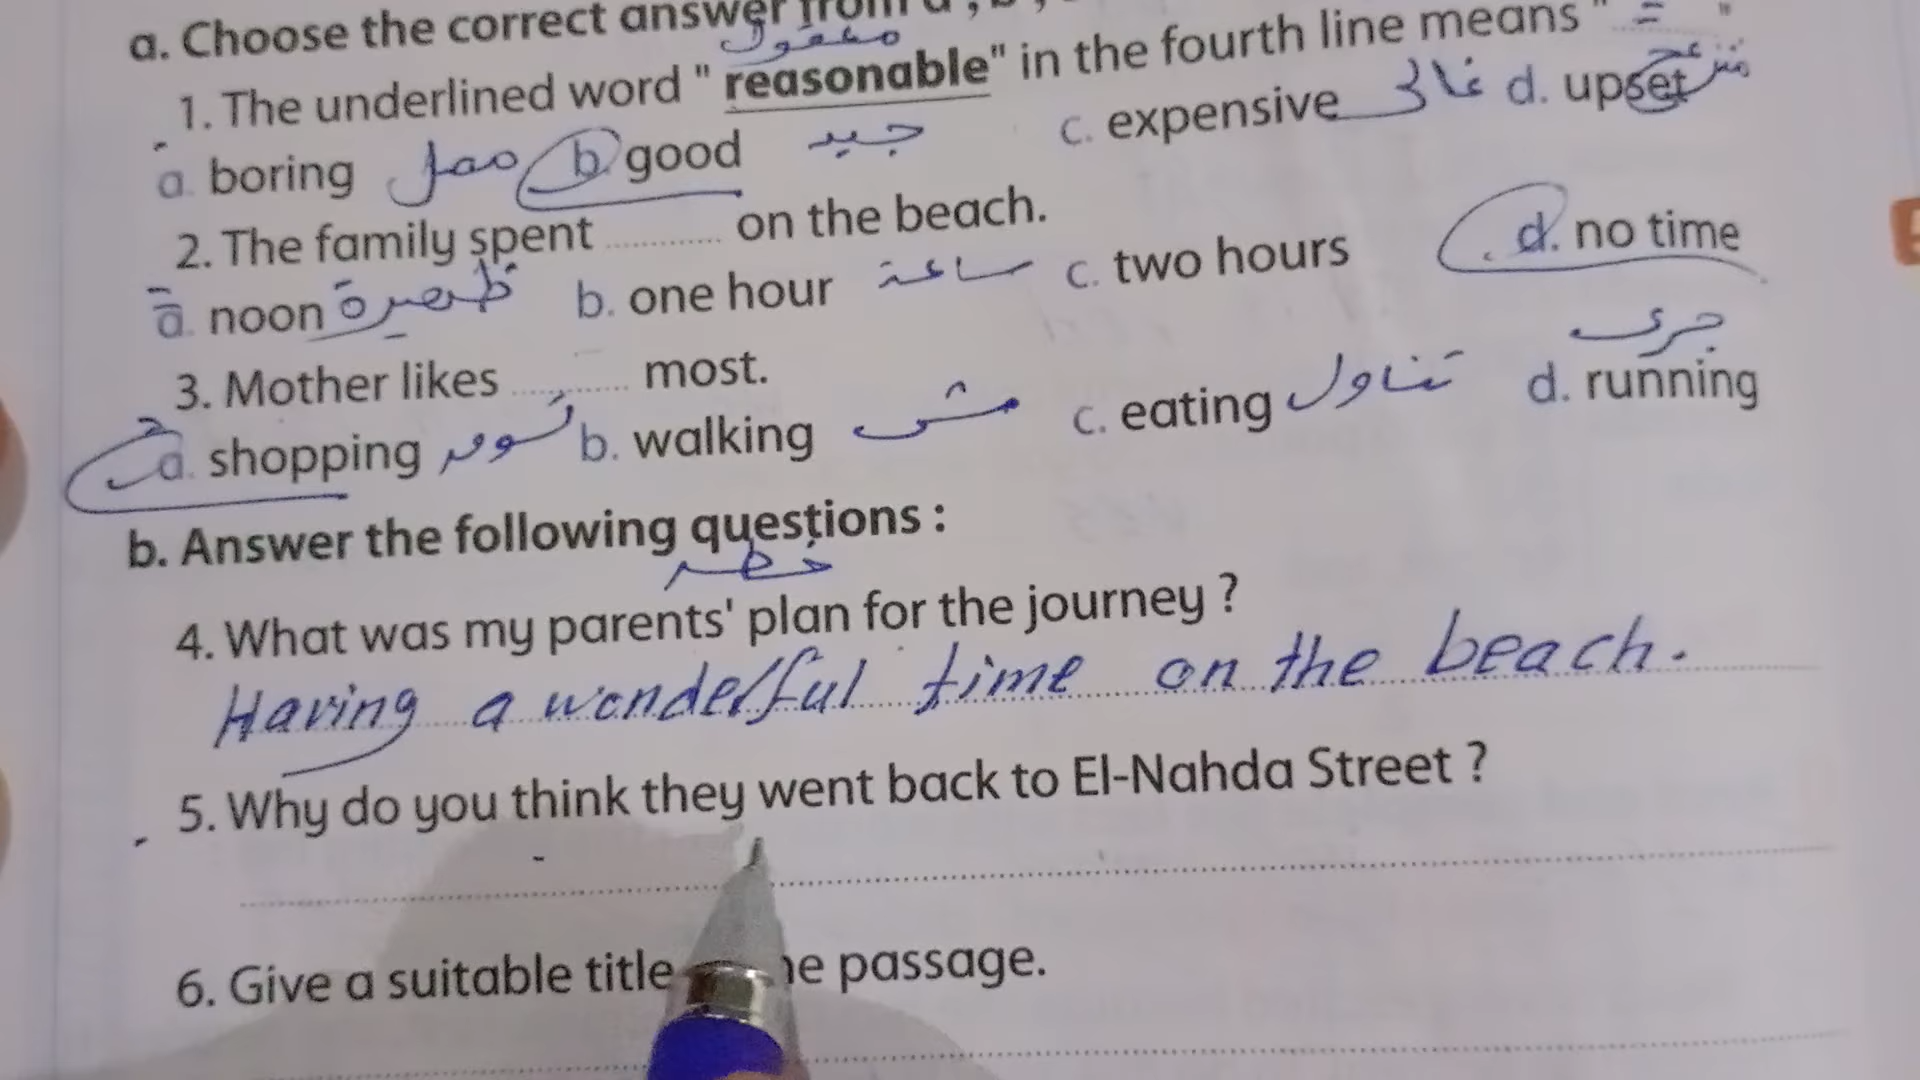 a. Choose the correct answer from a , b ,
معقول
1. The underlined word " reasonable" in the fourth line means " = "
a. boring ممل b. good جيد c. expensive غالى d. upset منزعج
2. The family spent ............ on the beach.
a. noon ظهيرة b. one hour ساعة c. two hours d. no time
3. Mother likes ............ most.
جرى
a. shopping تسوق b. walking مشى c. eating تناول d. running
b. Answer the following questions :
4. What was my parents' plan for the journey ?
Having a wonderful time on the beach.
5. Why do you think they went back to El-Nahda Street ?
6. Give a suitable title passage.